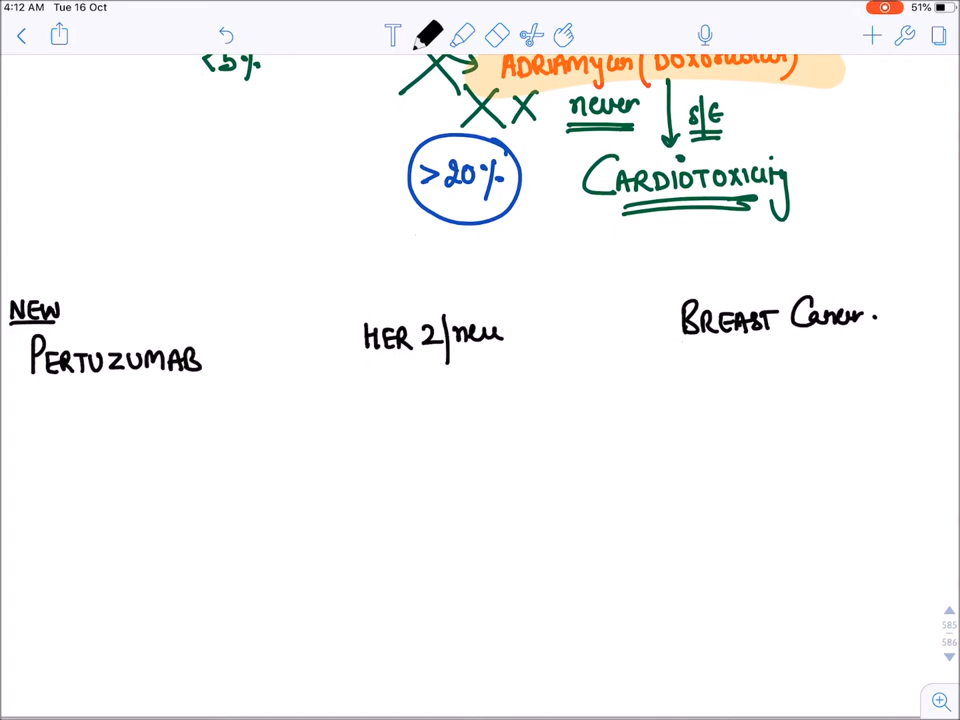 4:12 AM Tue 16 Oct
51%
T
<5%
ADRIAMycin (Doxorubicin)
X X never
S/E
>20%
CARDIOTOXICity
NEW
PERTUZUMAB
HER 2/neu
BREAST Cancer.
585
586